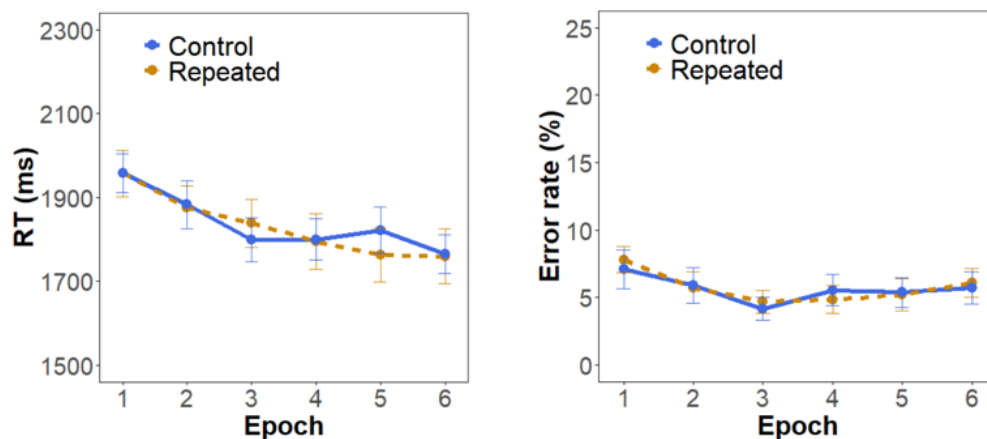 RT (ms)
2300
2100
1900
1700
1500
Control
Repeated
1 2 3 4 5 6
Epoch
Error rate (%)
25
20
15
10
5
0
Control
Repeated
1 2 3 4 5 6
Epoch